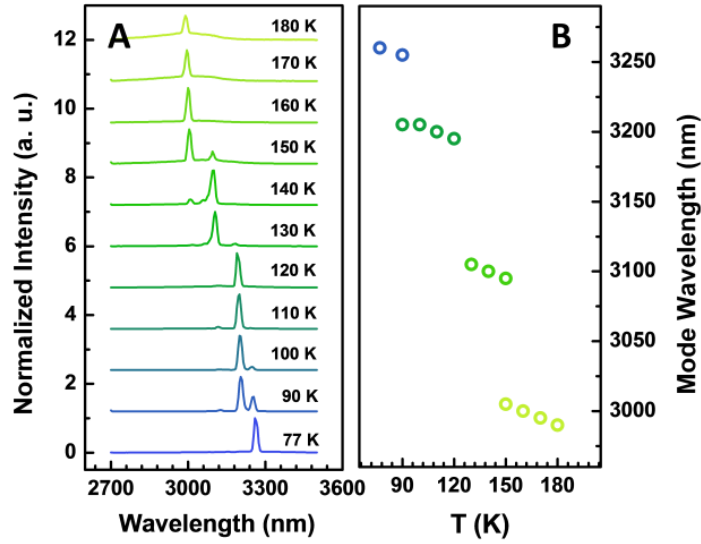 A
B
12
10
8
6
4
2
0
Normalized Intensity (a. u.)
180 K
170 K
160 K
150 K
140 K
130 K
120 K
110 K
100 K
90 K
77 K
2700 3000 3300 3600
Wavelength (nm)
3250
3200
3150
3100
3050
3000
Mode Wavelength (nm)
90 120 150 180
T (K)